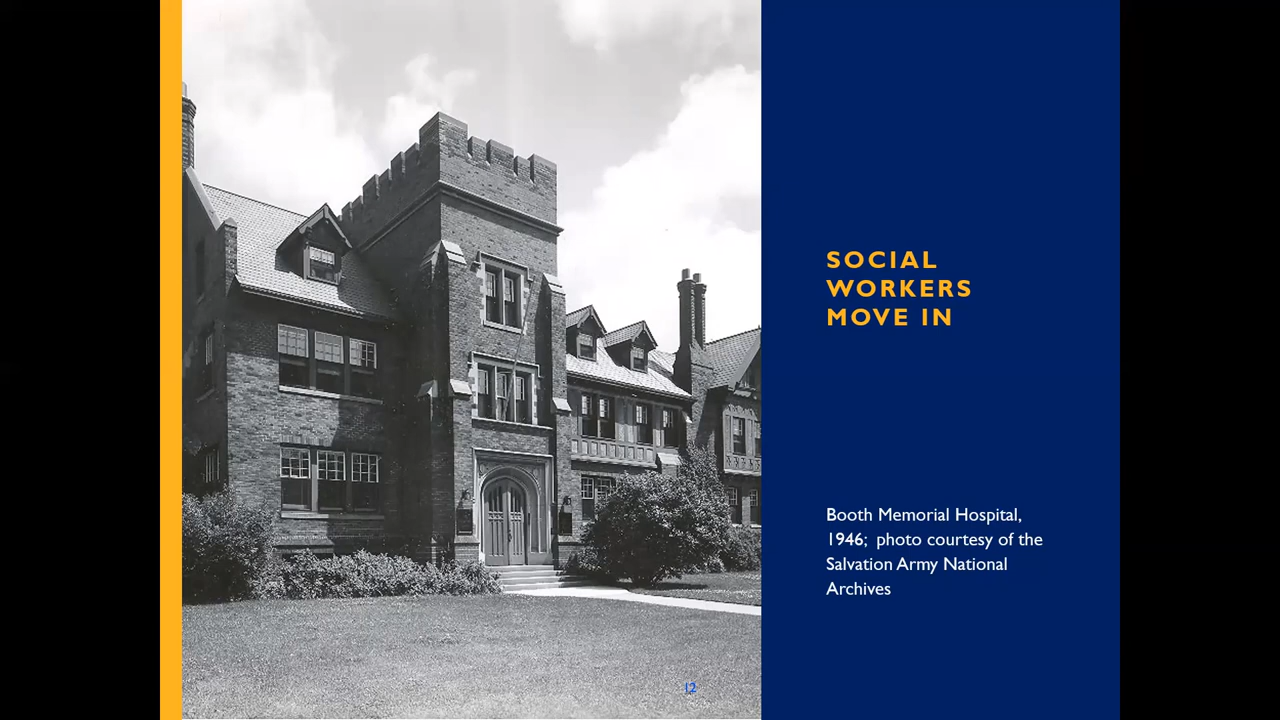 SOCIAL
WORKERS
MOVE IN
Booth Memorial Hospital,
1946;  photo courtesy of the
Salvation Army National
Archives
12